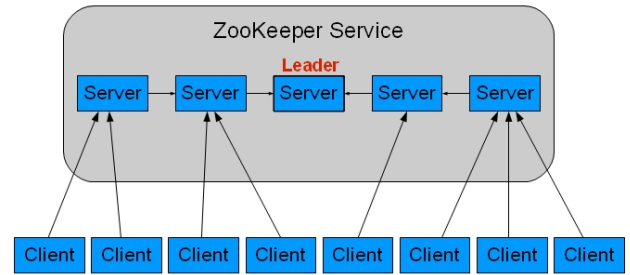 ZooKeeper Service
Leader
Server Server Server Server Server
Client Client Client Client Client Client Client Client